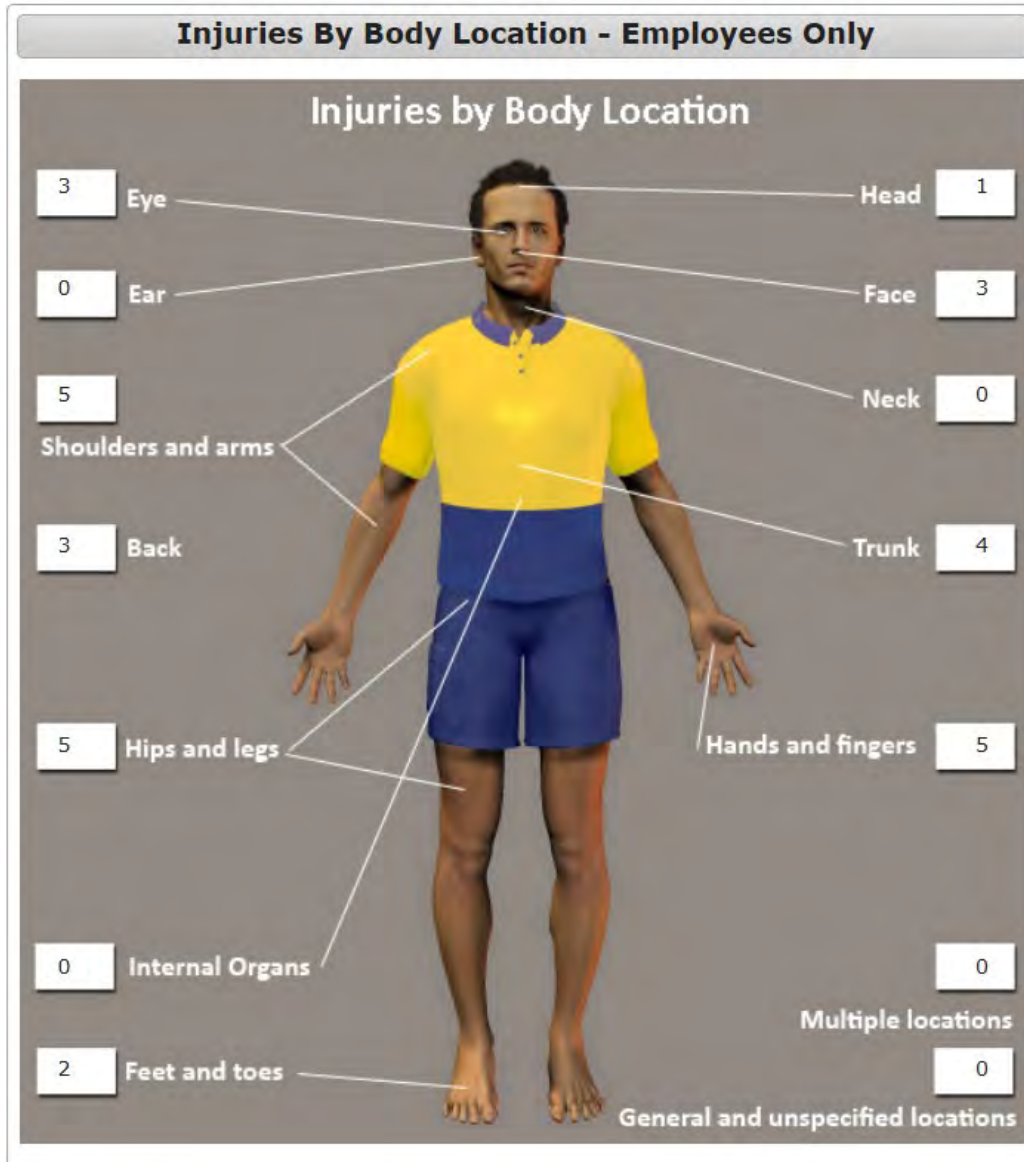 Injuries By Body Location - Employees Only
Injuries by Body Location
3 Eye
Head 1
0 Ear
Face 3
5
Shoulders and arms
Neck 0
3 Back
Trunk 4
5 Hips and legs
Hands and fingers 5
0 Internal Organs
0
Multiple locations
2 Feet and toes
0
General and unspecified locations